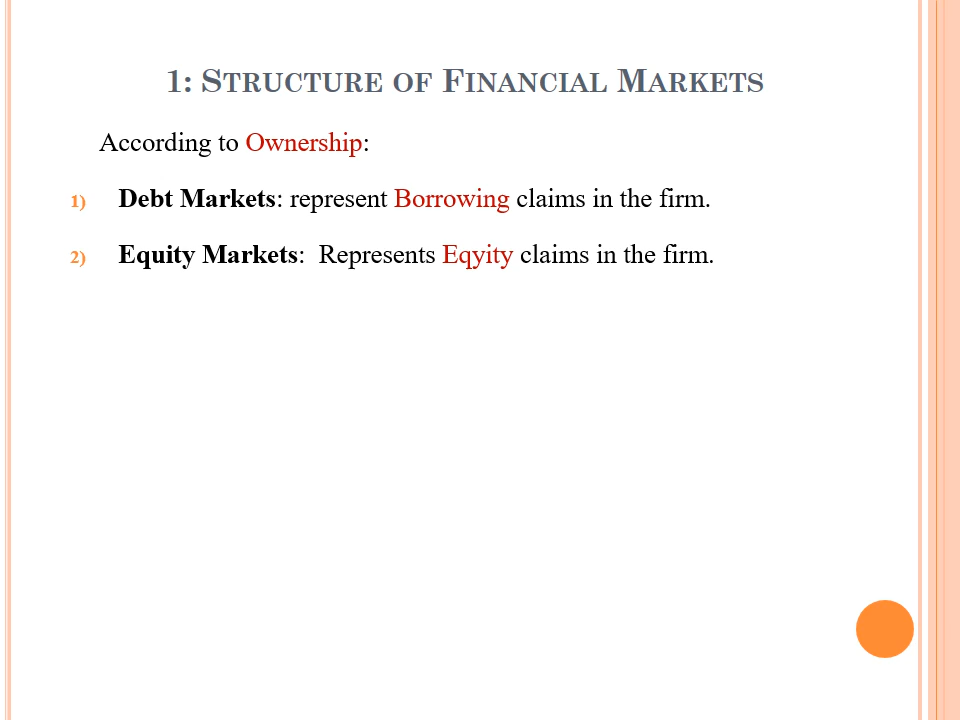 1: Structure of Financial Markets
According to Ownership:
1) Debt Markets: represent Borrowing claims in the firm.
2) Equity Markets:  Represents Eqyity claims in the firm.